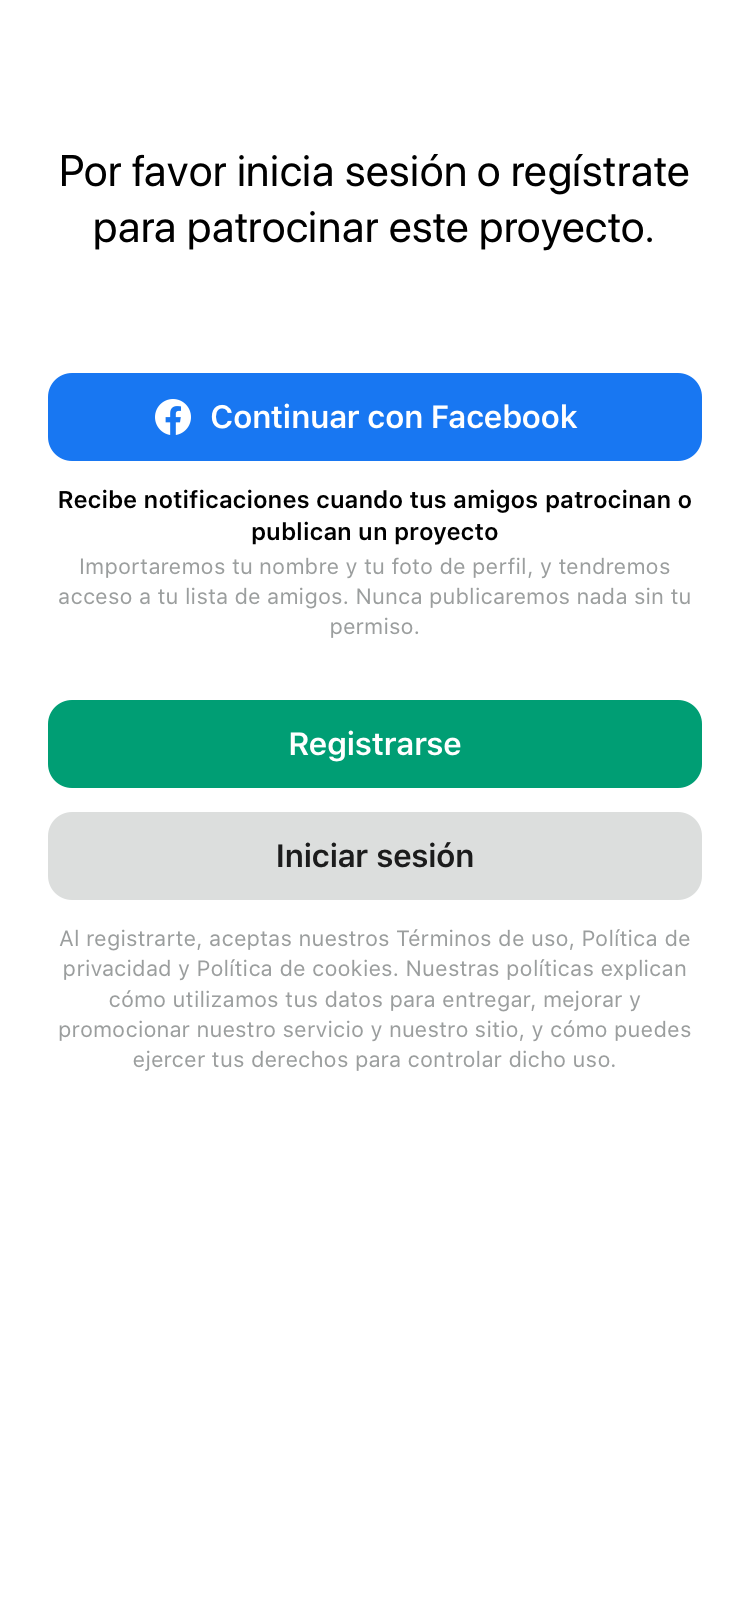 Por favor inicia sesión o regístrate
para patrocinar este proyecto.
Continuar con Facebook
Recibe notificaciones cuando tus amigos patrocinan o
publican un proyecto
Importaremos tu nombre y tu foto de perfil, y tendremos
acceso a tu lista de amigos. Nunca publicaremos nada sin tu
permiso.
Registrarse
Iniciar sesión
Al registrarte, aceptas nuestros Términos de uso, Política de
privacidad y Política de cookies. Nuestras políticas explican
cómo utilizamos tus datos para entregar, mejorar y
promocionar nuestro servicio y nuestro sitio, y cómo puedes
ejercer tus derechos para controlar dicho uso.